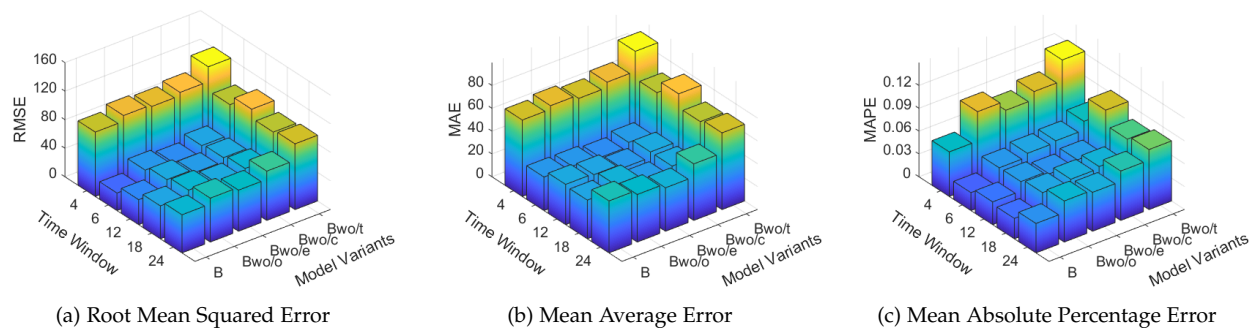 160
120
80
40
0
RMSE
4
6
12
18
24
Time Window
B
Bwo/o
Bwo/e
Bwo/c
Bwo/t
Model Variants
(a) Root Mean Squared Error
80
60
40
20
0
MAE
4
6
12
18
24
Time Window
B
Bwo/o
Bwo/e
Bwo/c
Bwo/t
Model Variants
(b) Mean Average Error
0.12
0.09
0.06
0.03
0
MAPE
4
6
12
18
24
Time Window
B
Bwo/o
Bwo/e
Bwo/c
Bwo/t
Model Variants
(c) Mean Absolute Percentage Error